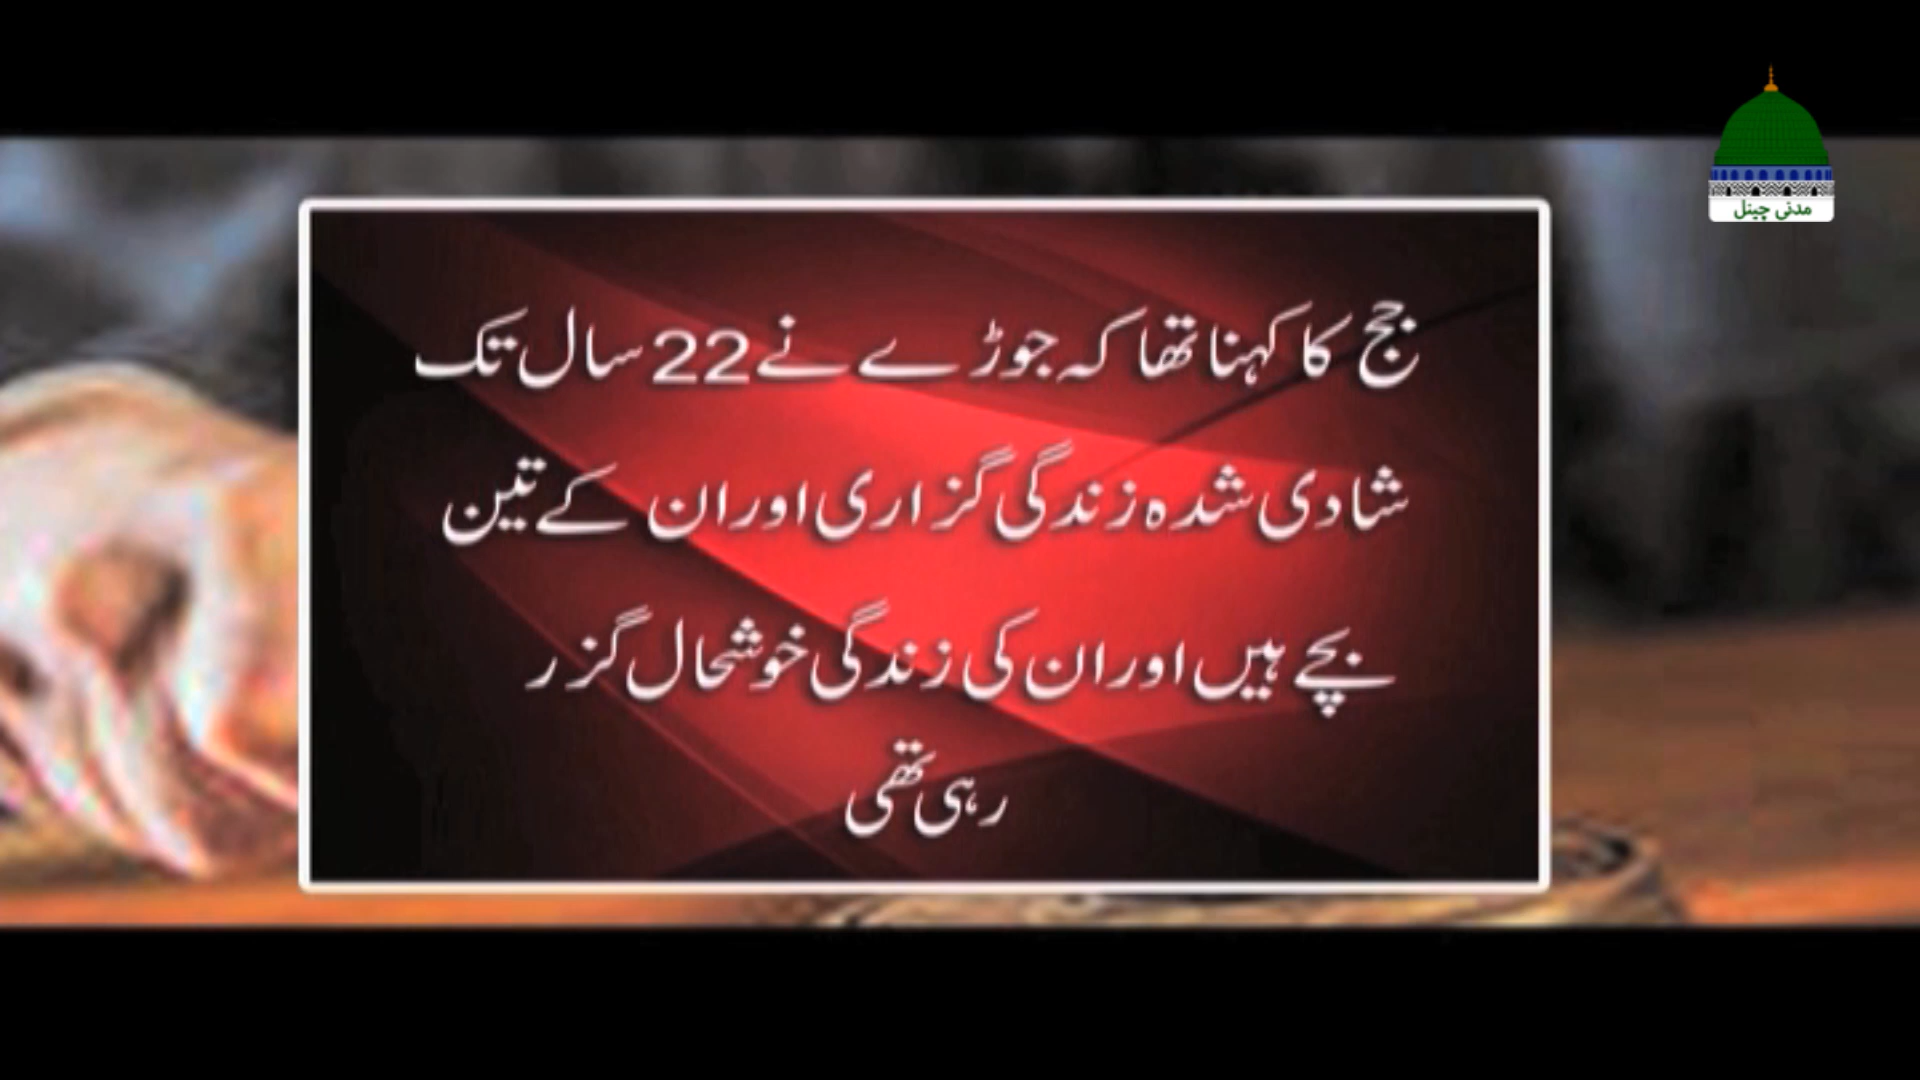 مدنی چینل
جج کا کہنا تھا کہ جوڑے نے 22 سال تک
شادی شدہ زندگی گزاری اور ان کے تین
بچے ہیں اور ان کی زندگی خوشحال گزر
رہی تھی